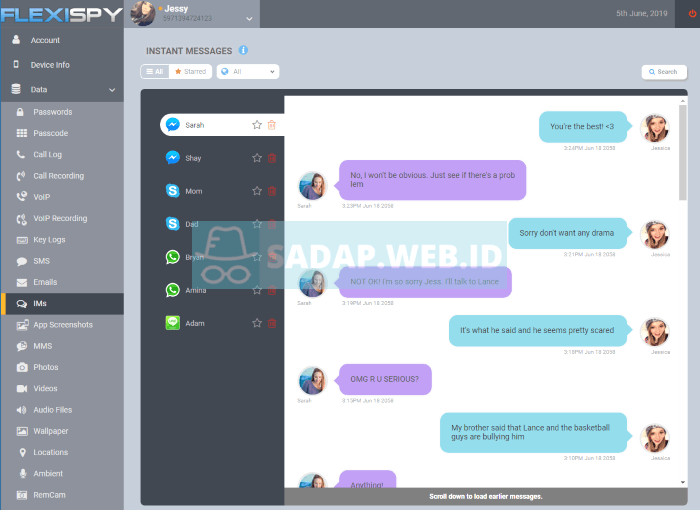 FLEXISPY
Jessy
5971394724123
5th June, 2019
Account
Device Info
Data
Passwords
Passcode
Call Log
Call Recording
VoIP
VoIP Recording
Key Logs
SMS
Emails
IMs
App Screenshots
MMS
Photos
Videos
Audio Files
Wallpaper
Locations
Ambient
RemCam
INSTANT MESSAGES
All
Starred
All
Search
Sarah
Shay
Mom
Dad
Bryan
Amina
Adam
You're the best! <3
3:24PM Jun 18 2058
Jessica
No, I won't be obvious. Just see if there's a prob
lem
Sarah
3:23PM Jun 18 2058
Sorry don't want any drama
3:21PM Jun 18 2058
Jessica
SADAP.WEB.ID
NOT OK! I'm so sorry Jess. I'll talk to Lance
Sarah
3:19PM Jun 18 2058
It's what he said and he seems pretty scared
3:18PM Jun 18 2058
Jessica
OMG R U SERIOUS?
Sarah
3:15PM Jun 18 2058
My brother said that Lance and the basketball
guys are bullying him
3:10PM Jun 18 2058
Jessica
Anything!
Scroll down to load earlier messages.